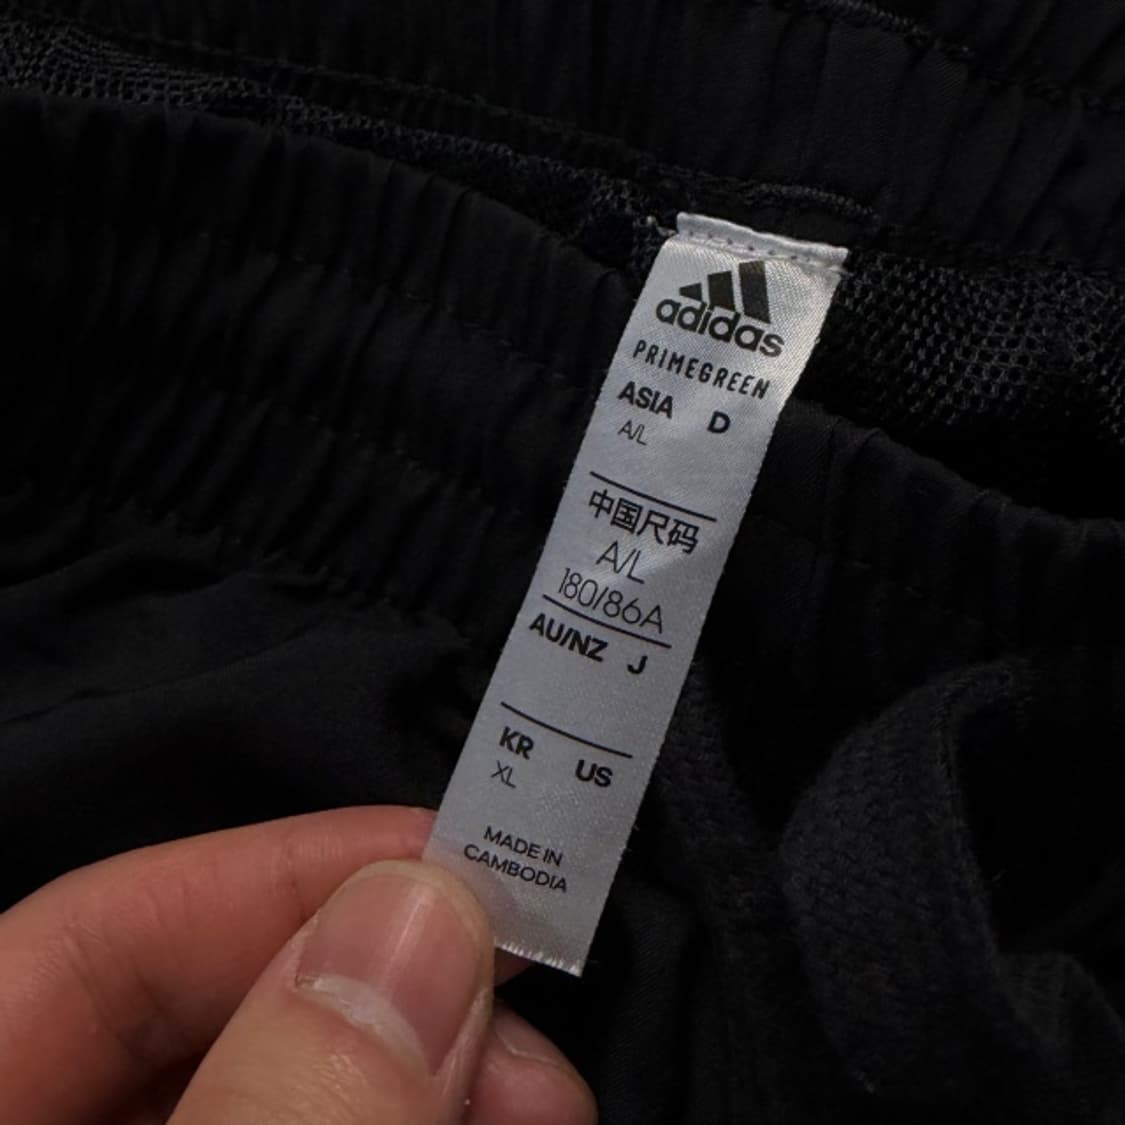 adidas
PRIMEGREEN
ASIA D
A/L
中国尺码
A/L
180/86A
AU/NZ J
KR US
XL
MADE IN
CAMBODIA